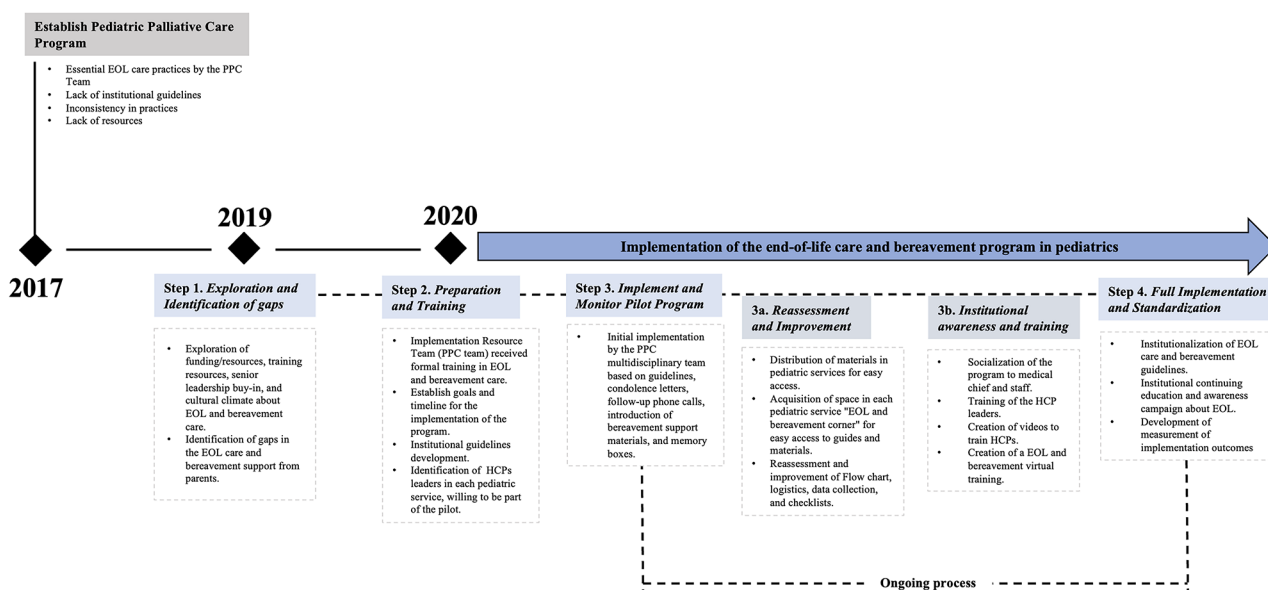 Establish Pediatric Palliative Care
Program
• Essential EOL care practices by the PPC
Team
• Lack of institutional guidelines
• Inconsistency in practices
• Lack of resources
2017
2019
2020
Implementation of the end-of-life care and bereavement program in pediatrics
Step 1. Exploration and
Identification of gaps
• Exploration of
funding/resources, training
resources, senior
leadership buy-in, and
cultural climate about
EOL and bereavement
care.
• Identification of gaps in
the EOL care and
bereavement support from
parents.
Step 2. Preparation
and Training
• Implementation Resource
Team (PPC team) received
formal training in EOL
and bereavement care.
• Establish goals and
timeline for the
implementation of the
program.
• Institutional guidelines
development.
• Identification of HCPs
leaders in each pediatric
service, willing to be part
of the pilot.
Step 3. Implement and
Monitor Pilot Program
• Initial implementation
by the PPC
multidisciplinary team
based on guidelines,
condolence letters,
follow-up phone calls,
introduction of
bereavement support
materials, and memory
boxes.
3a. Reassessment
and Improvement
• Distribution of materials in
pediatric services for easy
access.
• Acquisition of space in each
pediatric service "EOL and
bereavement corner" for
easy access to guides and
materials.
• Reassessment and
improvement of Flow chart,
logistics, data collection,
and checklists.
3b. Institutional
awareness and training
• Socialization of the
program to medical
chief and staff.
• Training of the HCP
leaders.
• Creation of videos to
train HCPs.
• Creation of a EOL and
bereavement virtual
training.
Step 4. Full Implementation
and Standardization
• Institutionalization of EOL
care and bereavement
guidelines.
• Institutional continuing
education and awareness
campaign about EOL.
• Development of
measurement of
implementation outcomes
Ongoing process